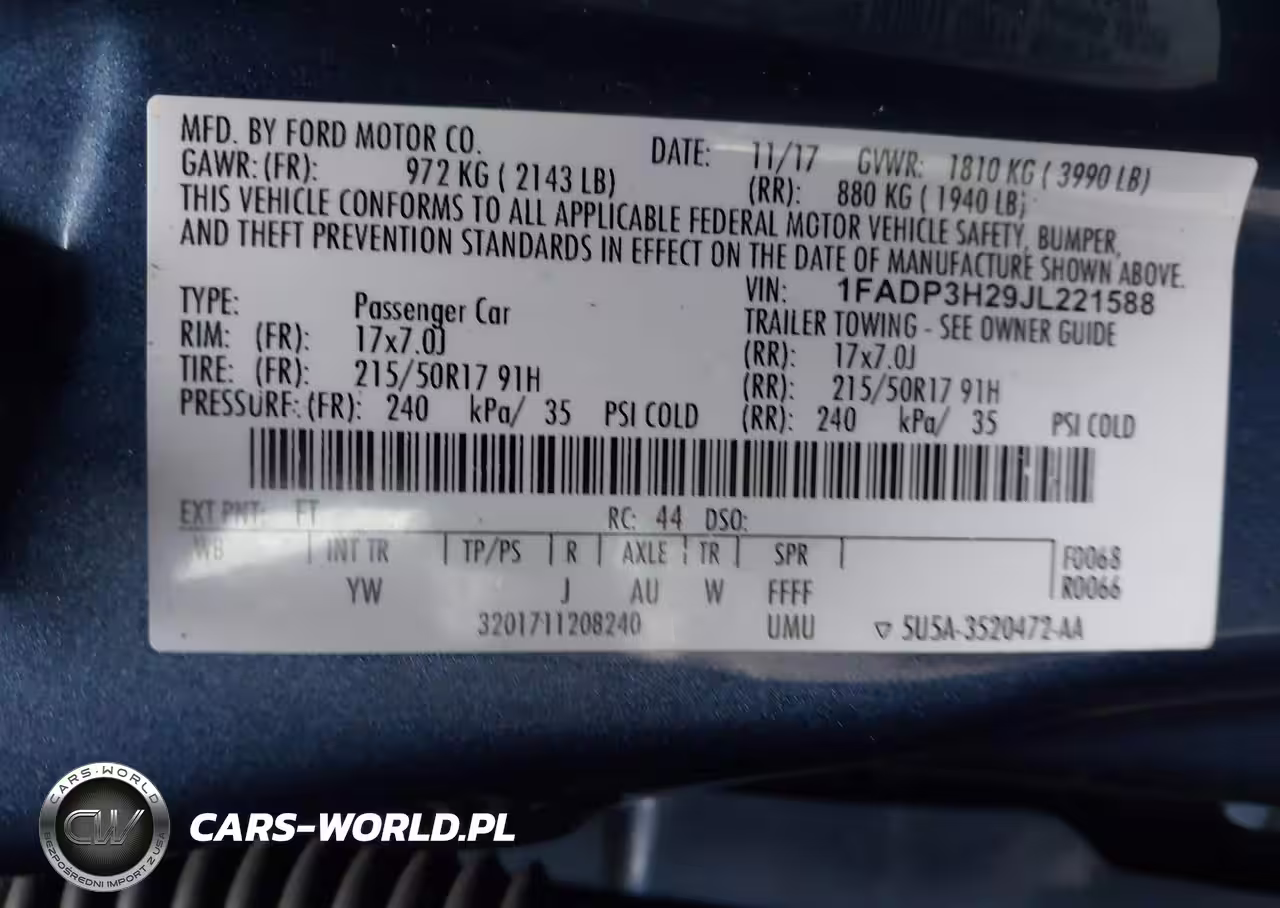 MFD. BY FORD MOTOR CO. DATE: 11/17 GVWR: 1810 KG ( 3990 LB)
GAWR: (FR): 972 KG ( 2143 LB) (RR): 880 KG ( 1940 LB)
THIS VEHICLE CONFORMS TO ALL APPLICABLE FEDERAL MOTOR VEHICLE SAFETY, BUMPER,
AND THEFT PREVENTION STANDARDS IN EFFECT ON THE DATE OF MANUFACTURE SHOWN ABOVE.
VIN: 1FADP3H29JL221588
TYPE: Passenger Car TRAILER TOWING - SEE OWNER GUIDE
RIM: (FR): 17x7.0J (RR): 17x7.0J
TIRE: (FR): 215/50R17 91H (RR): 215/50R17 91H
PRESSURE: (FR): 240 kPa/ 35 PSI COLD (RR): 240 kPa/ 35 PSI COLD
EXT PNT: FT RC: 44 DSO:
WB INT TR TP/PS R AXLE TR SPR F0068
YW J AU W FFFF R0066
3201711208240 UMU ▽ 5U5A-3520472-AA
CARS-WORLD
CW
BEZPOŚREDNI IMPORT Z USA
CARS-WORLD.PL